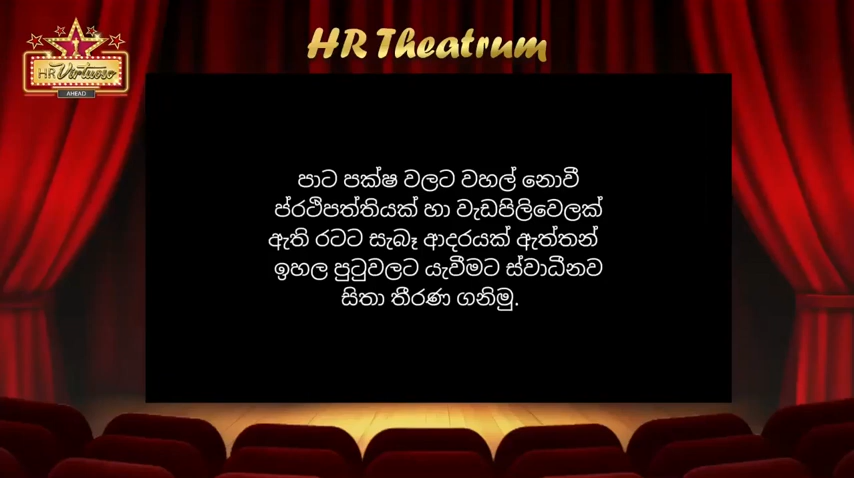 HR Theatrum
HR Virtuoso
AHEAD
පාට පක්ෂ වලට වහල් නොවී
ප්රථිපත්තියක් හා වැඩපිලිවෙලක්
ඇති රටට සැබෑ ආදරයක් ඇත්තන්
ඉහල පුටුවලට යැවීමට ස්වාධීනව
සිතා තීරණ ගනිමු.